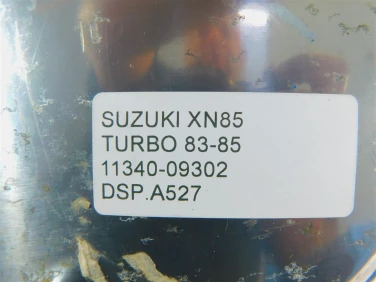 SUZUKI XN85
TURBO 83-85
11340-09302
DSP.A527